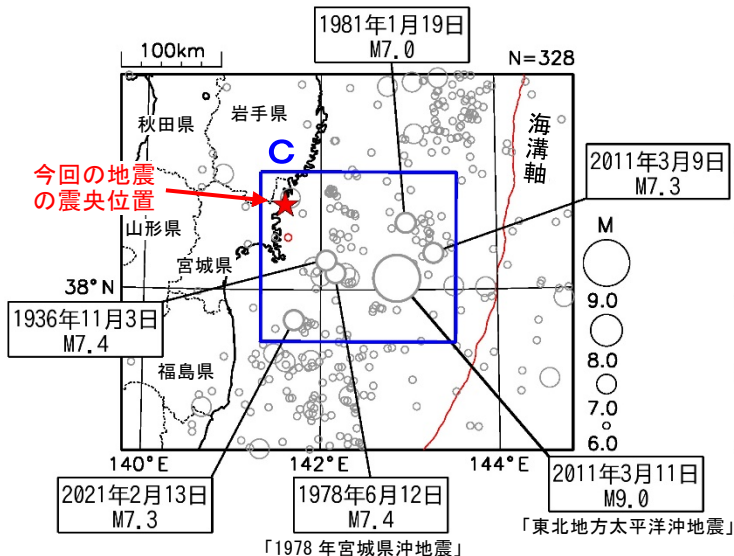 1981年1月19日
M7.0
100km
N=328
岩手県
秋田県
海溝軸
C
今回の地震
の震央位置
2011年3月9日
M7.3
山形県
M
宮城県
38°N
9.0
1936年11月3日
M7.4
8.0
福島県
7.0
6.0
140°E
142°E
144°E
2021年2月13日
M7.3
1978年6月12日
M7.4
2011年3月11日
M9.0
「1978年宮城県沖地震」
「東北地方太平洋沖地震」